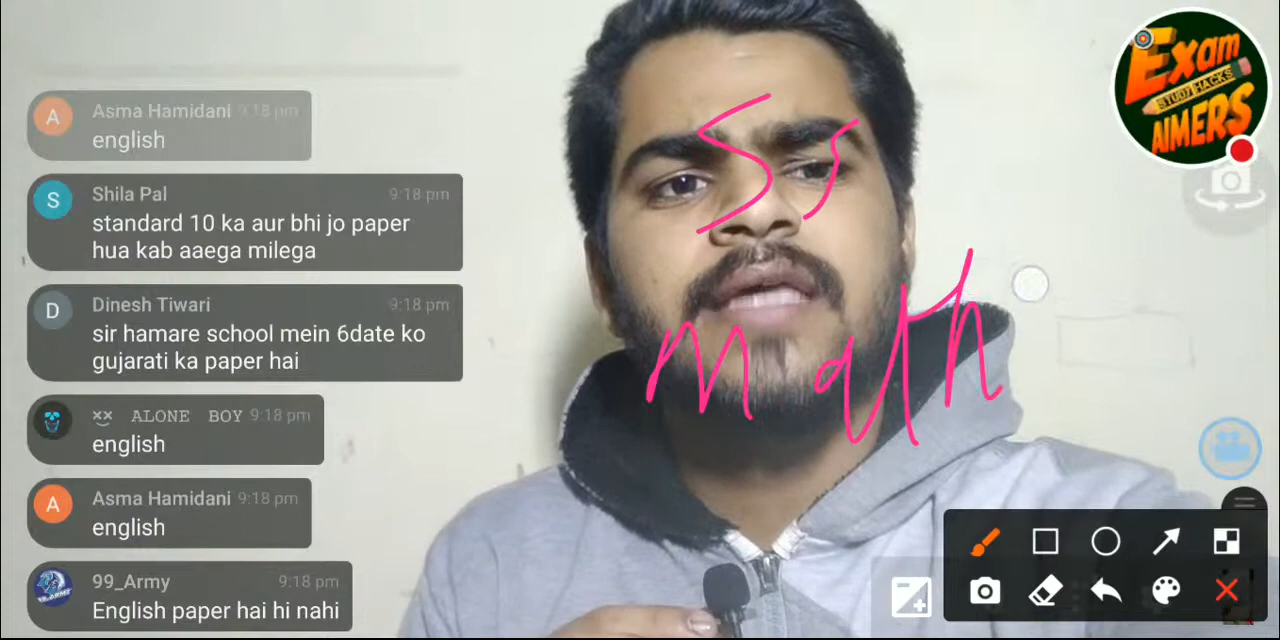 Asma Hamidani 9:18 pm
english
Shila Pal 9:18 pm
standard 10 ka aur bhi jo paper
hua kab aaega milega
Dinesh Tiwari 9:18 pm
sir hamare school mein 6date ko
gujarati ka paper hai
ALONE BOY 9:18 pm
english
Asma Hamidani 9:18 pm
english
99_Army 9:18 pm
English paper hai hi nahi
Exam
STUDY HACKS
AIMERS
Ss
math